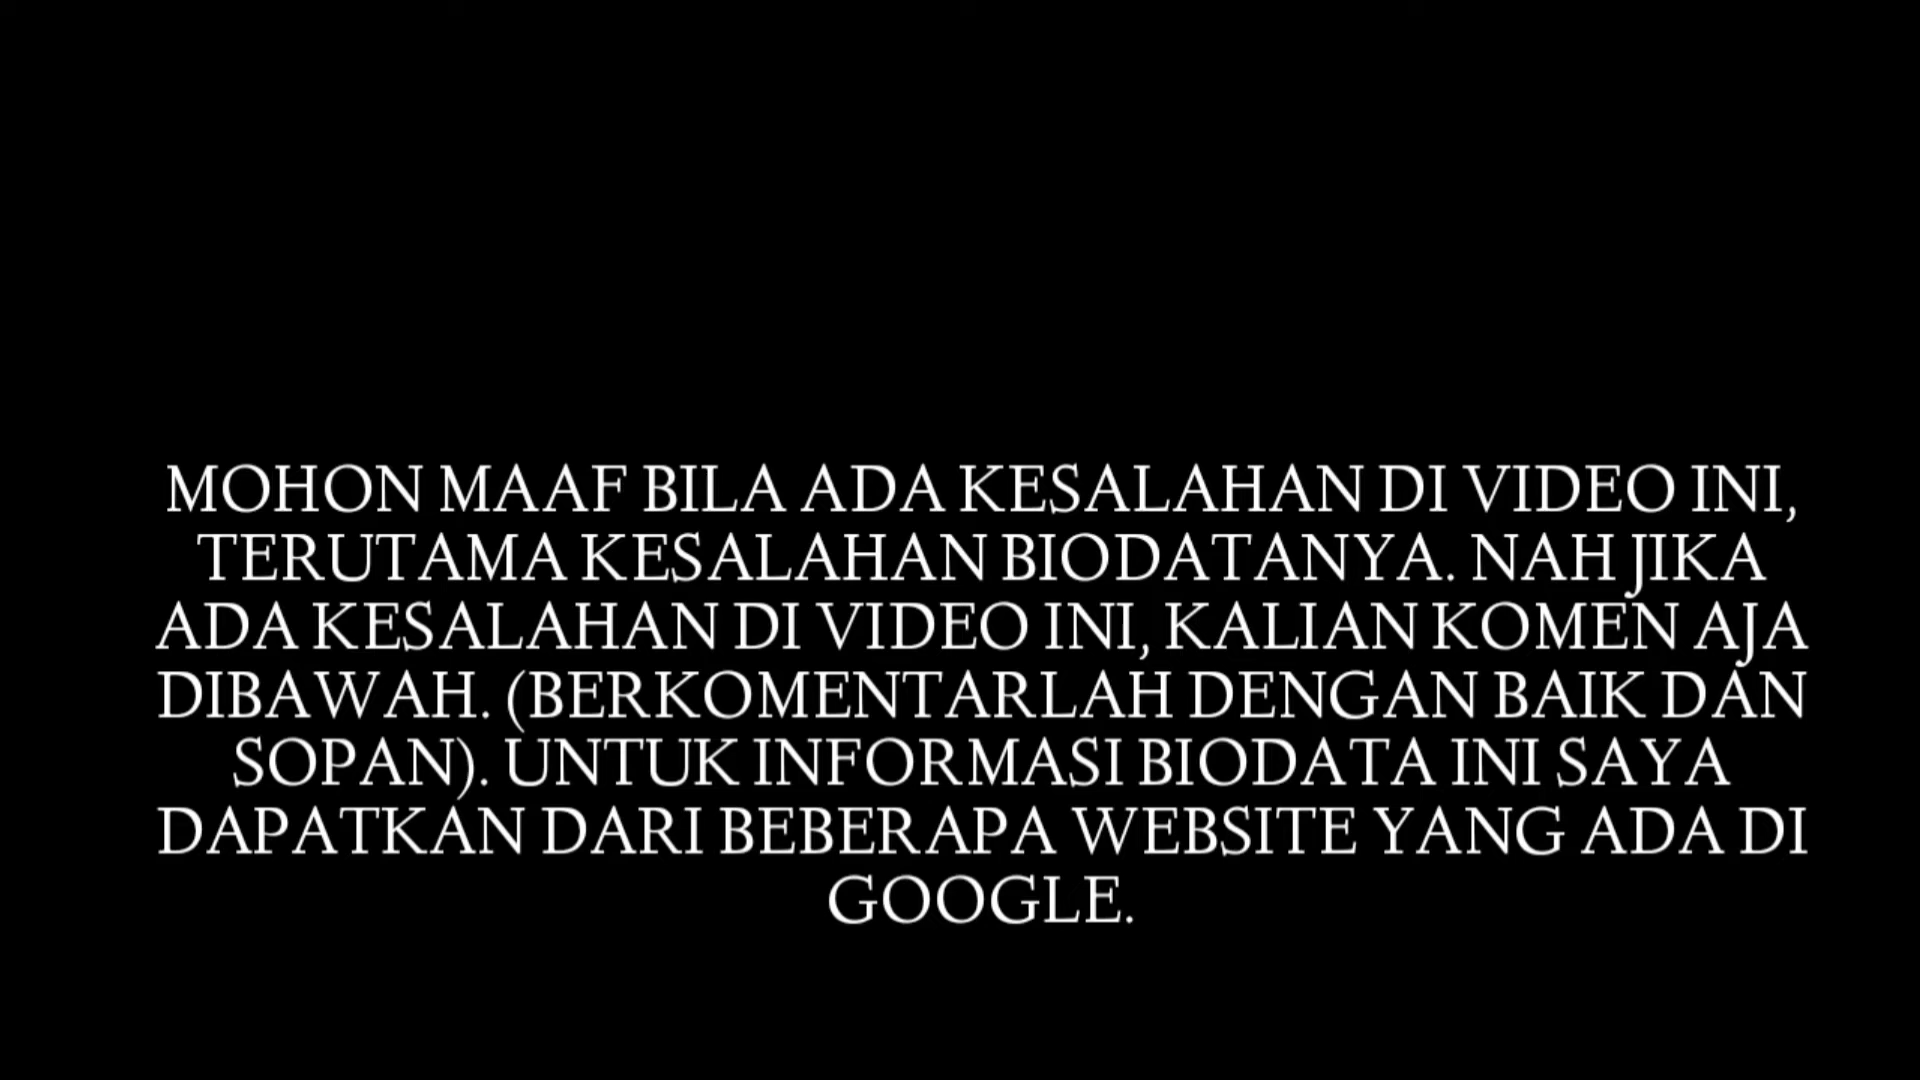 MOHON MAAF BILA ADA KESALAHAN DI VIDEO INI,
TERUTAMA KESALAHAN BIODATANYA. NAH JIKA
ADA KESALAHAN DI VIDEO INI, KALIAN KOMEN AJA
DIBAWAH. (BERKOMENTARLAH DENGAN BAIK DAN
SOPAN). UNTUK INFORMASI BIODATA INI SAYA
DAPATKAN DARI BEBERAPA WEBSITE YANG ADA DI
GOOGLE.